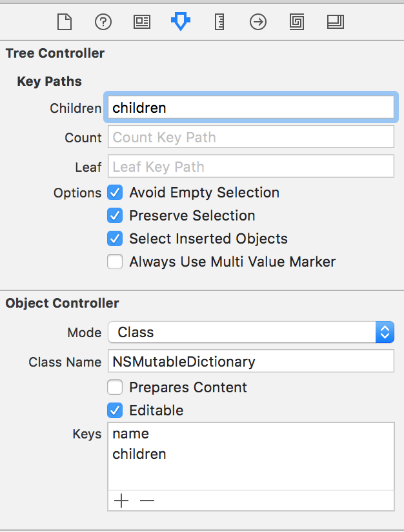 Tree Controller
Key Paths
Children children
Count Count Key Path
Leaf Leaf Key Path
Options Avoid Empty Selection
Preserve Selection
Select Inserted Objects
Always Use Multi Value Marker
Object Controller
Mode Class
Class Name NSMutableDictionary
Prepares Content
Editable
Keys name
children